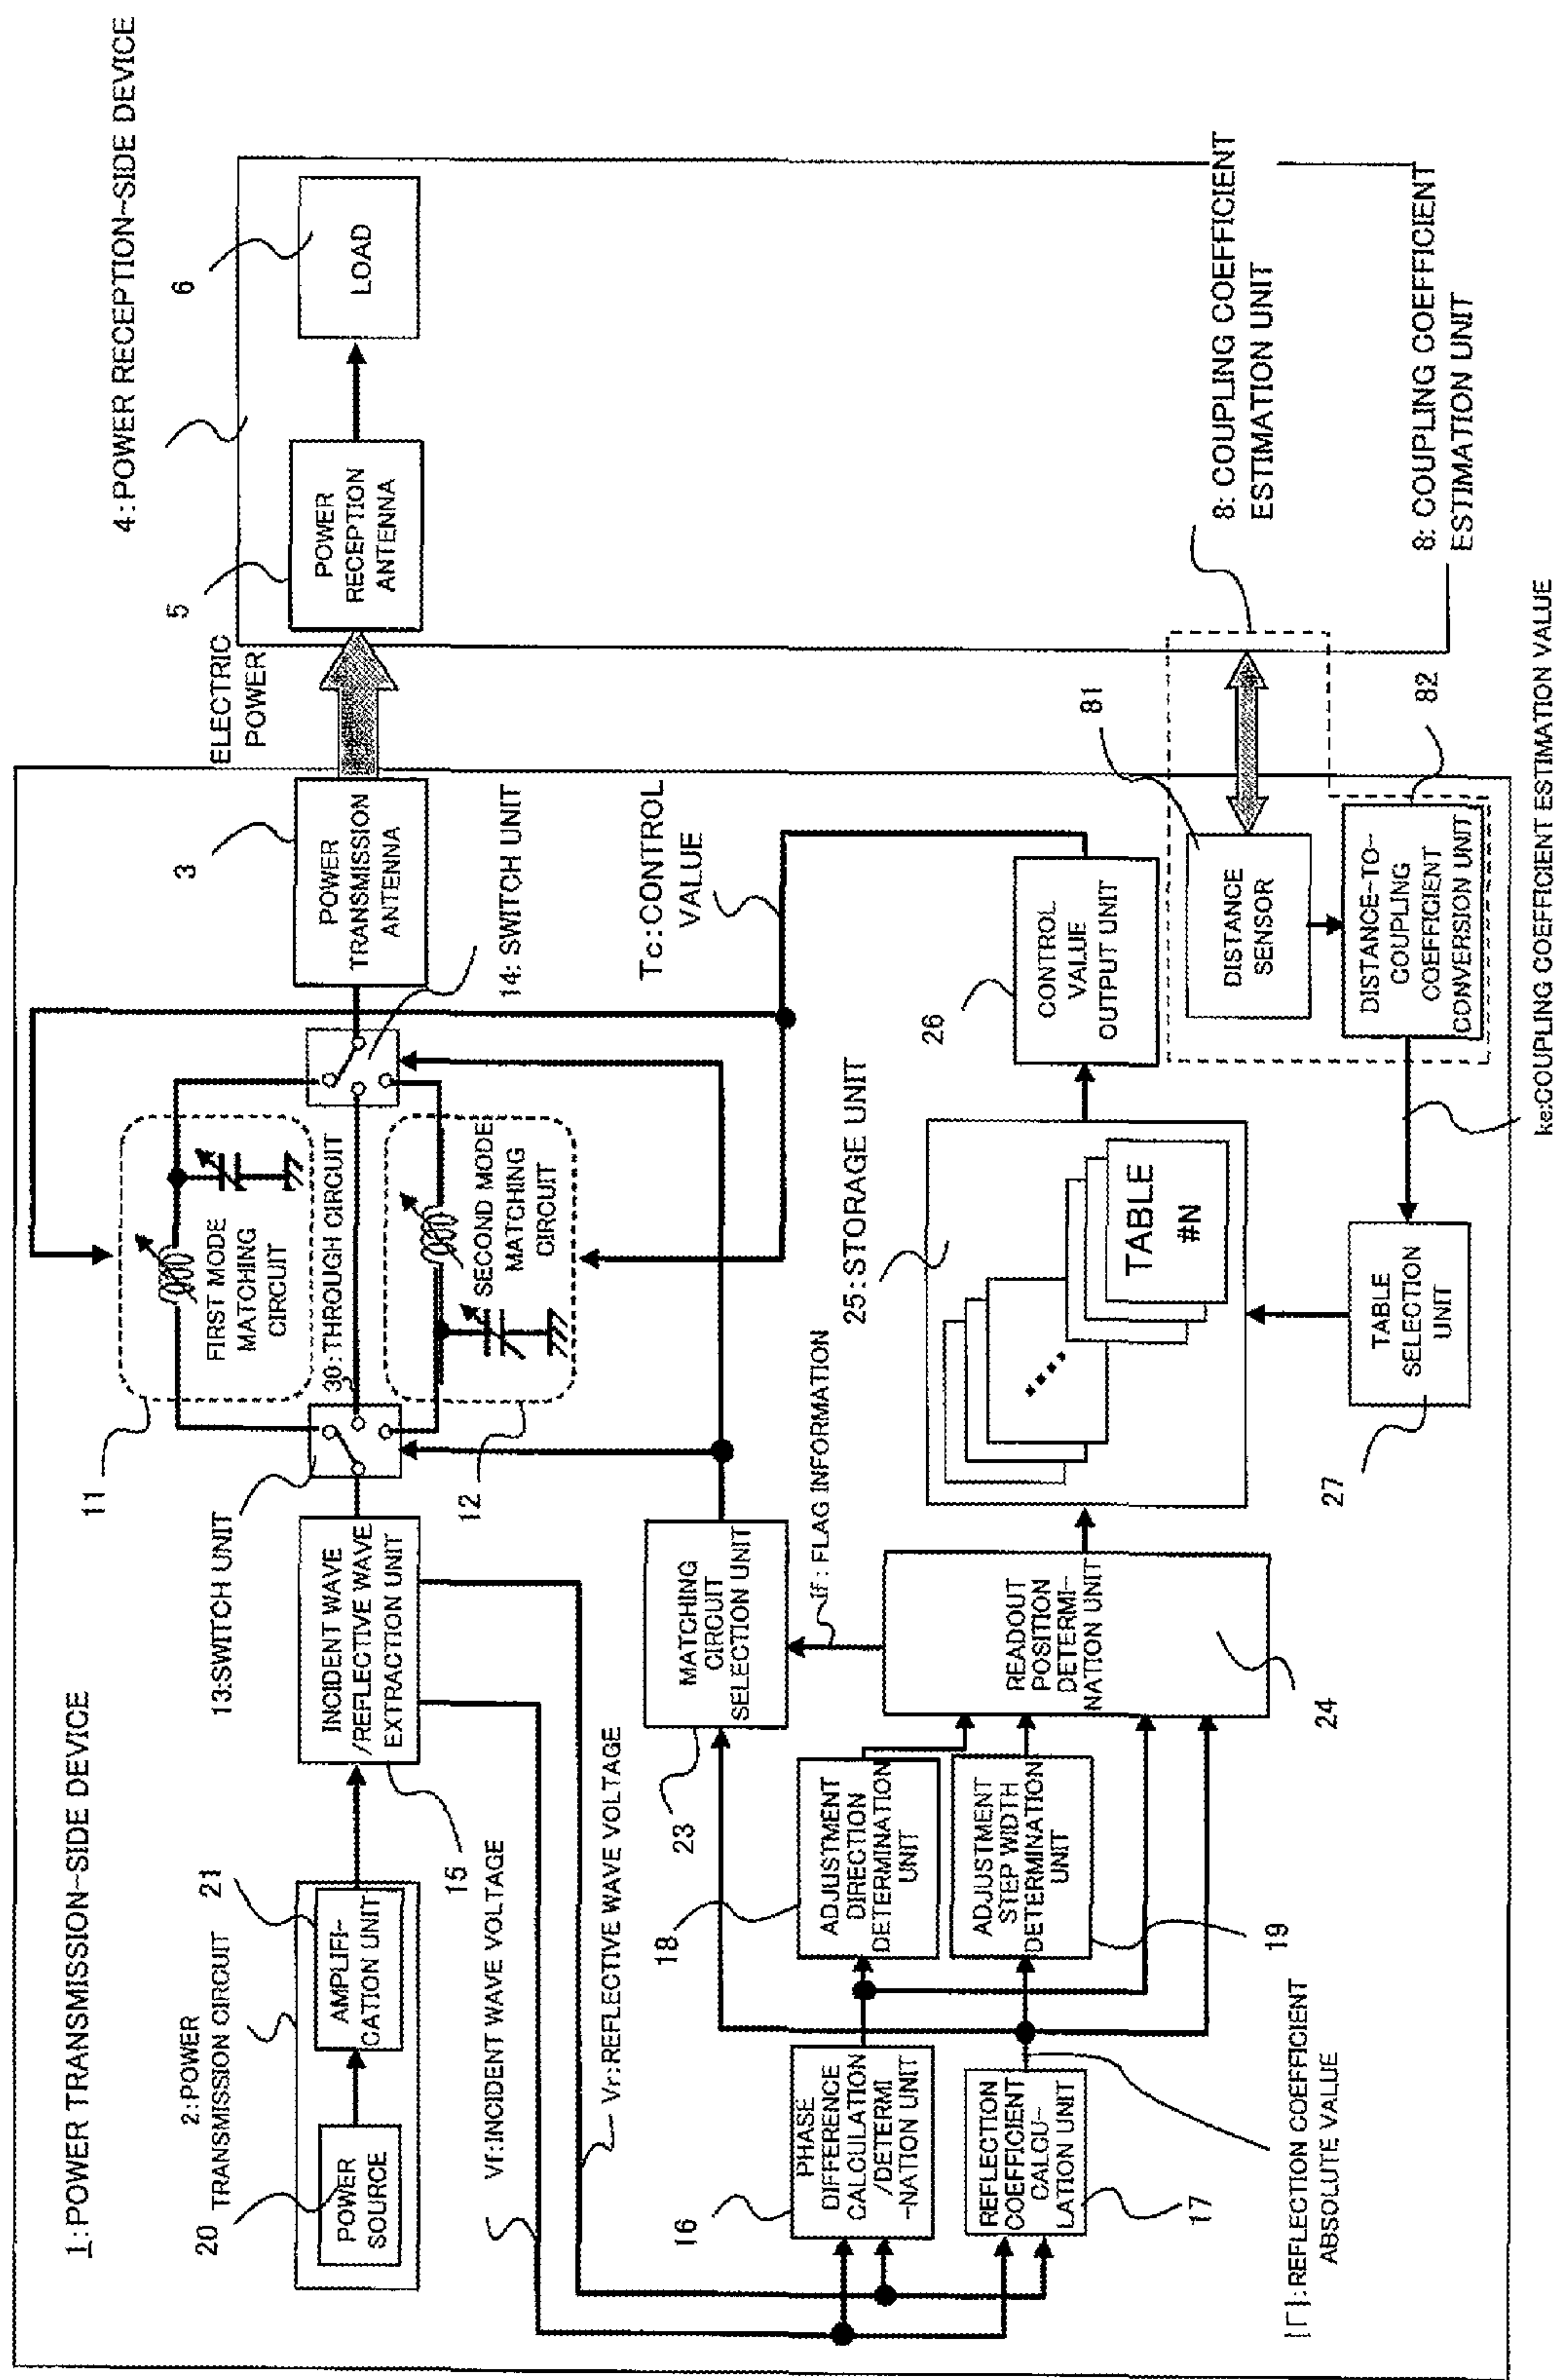 1:POWER TRANSMISSION-SIDE DEVICE
4:POWER RECEPTION-SIDE DEVICE
2:POWER
TRANSMISSION CIRCUIT
20
POWER
SOURCE
21
AMPLIFI-
CATION UNIT
15
INCIDENT WAVE
/REFLECTIVE WAVE
EXTRACTION UNIT
13:SWITCH UNIT
11
FIRST MODE
MATCHING
CIRCUIT
30:THROUGH CIRCUIT
12
SECOND MODE
MATCHING
CIRCUIT
14: SWITCH UNIT
3
POWER
TRANSMISSION
ANTENNA
ELECTRIC
POWER
5
POWER
RECEPTION
ANTENNA
6
LOAD
Vf:INCIDENT WAVE VOLTAGE
Vr:REFLECTIVE WAVE VOLTAGE
23
MATCHING
CIRCUIT
SELECTION UNIT
Tc:CONTROL
VALUE
If: FLAG INFORMATION
16
PHASE
DIFFERENCE
CALCULATION
/DETERMI
-NATION UNIT
17
REFLECTION
COEFFICIENT
CALCU-
LATION UNIT
|Γ|:REFLECTION COEFFICIENT
ABSOLUTE VALUE
18
ADJUSTMENT
DIRECTION
DETERMINATION
UNIT
19
ADJUSTMENT
STEP WIDTH
DETERMINATION
UNIT
24
READOUT
POSITION
DETERMI-
NATION UNIT
25:STORAGE UNIT
TABLE
#N
26
CONTROL
VALUE
OUTPUT UNIT
27
TABLE
SELECTION
UNIT
81
DISTANCE
SENSOR
82
DISTANCE-TO-
COUPLING
COEFFICIENT
CONVERSION UNIT
8: COUPLING COEFFICIENT
ESTIMATION UNIT
8: COUPLING COEFFICIENT
ESTIMATION UNIT
ke:COUPLING COEFFICIENT ESTIMATION VALUE